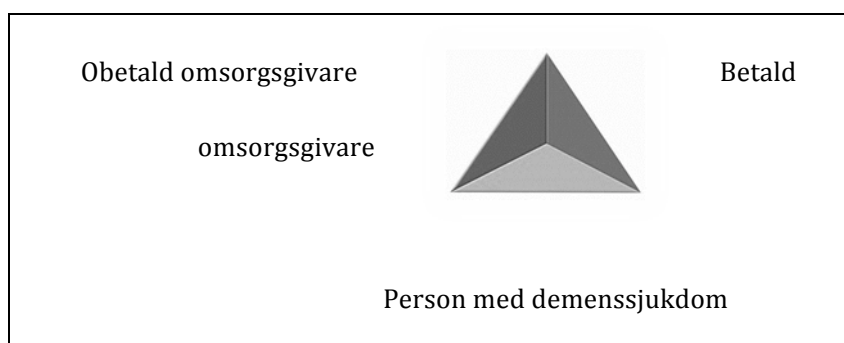 Obetald omsorgsgivare Betald
omsorgsgivare
Person med demenssjukdom